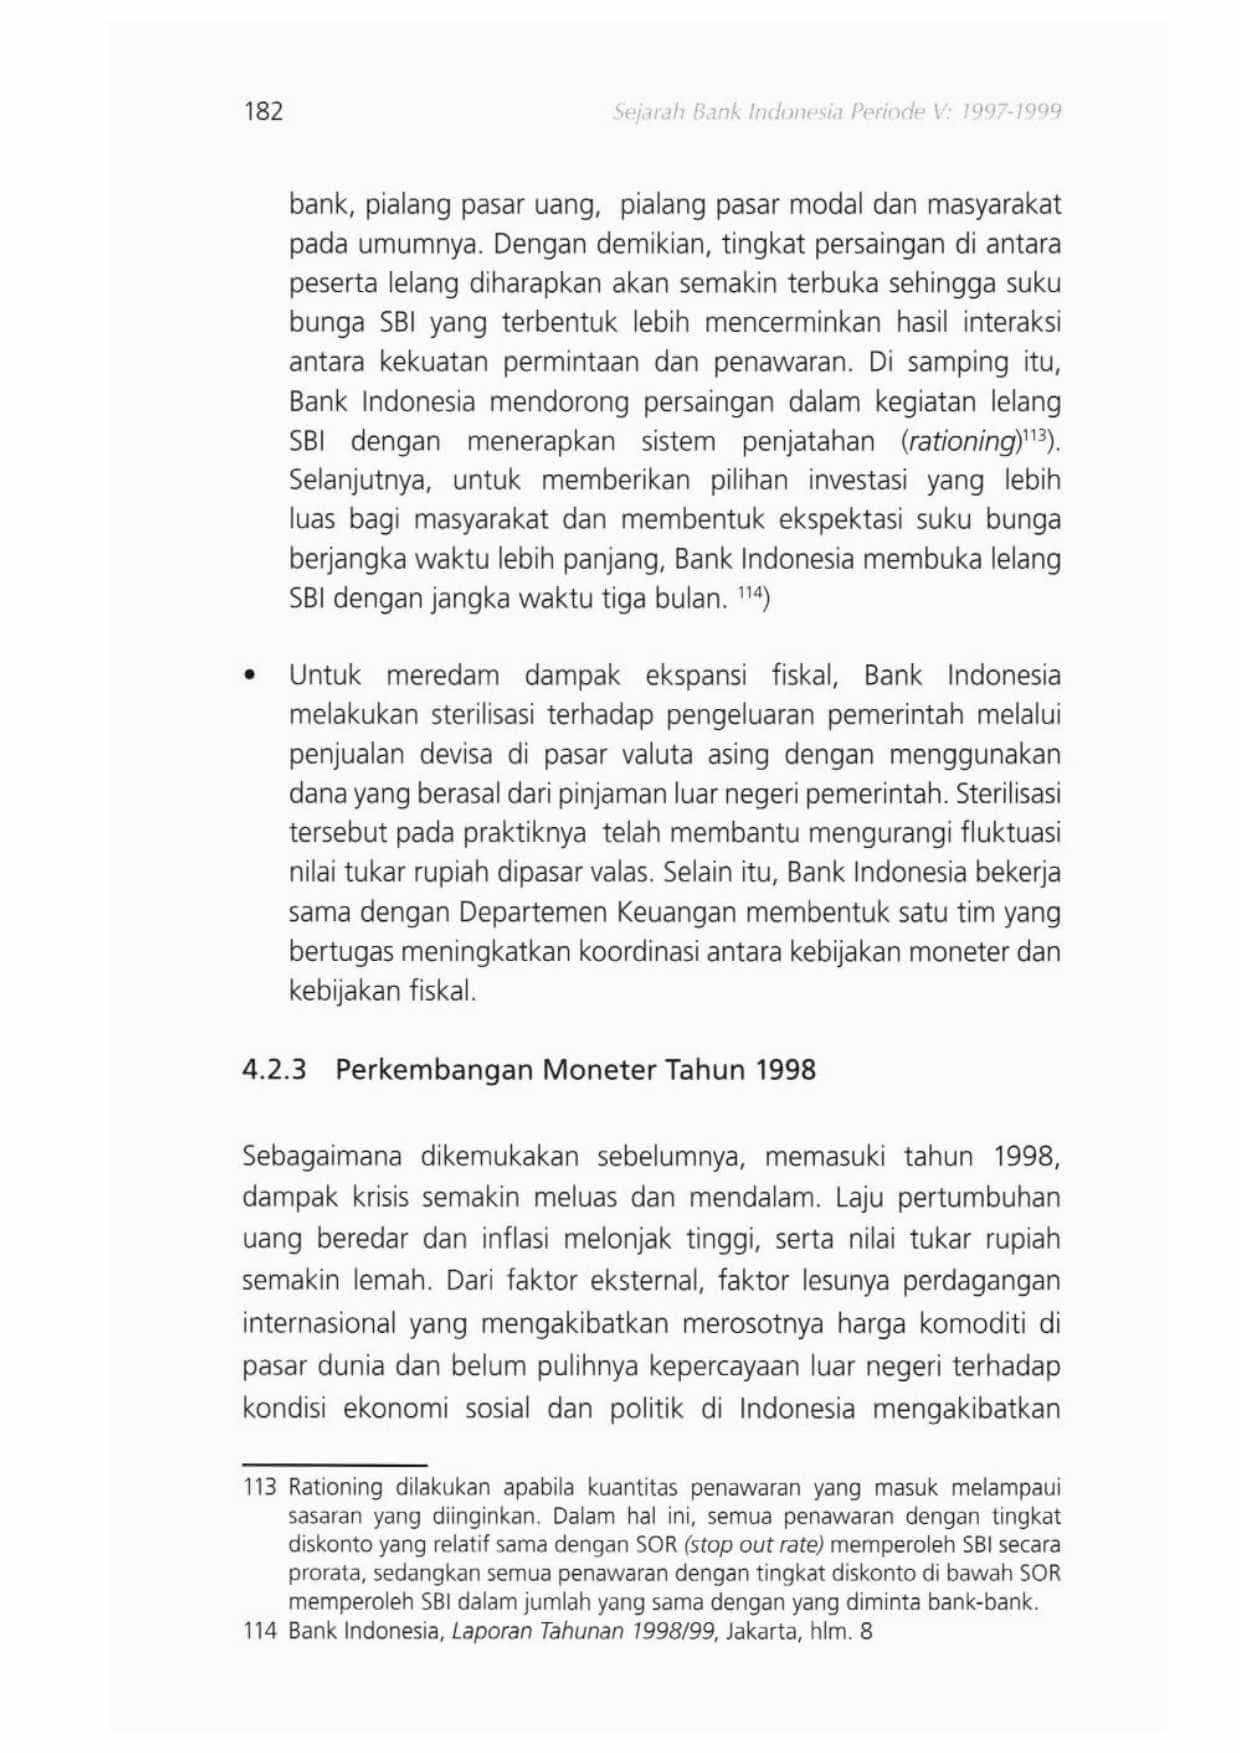 182
Sejarah Bank Indonesia Periode V: 1997-1999
bank, pialang pasar uang, pialang pasar modal dan masyarakat
pada umumnya. Dengan demikian, tingkat persaingan di antara
peserta lelang diharapkan akan semakin terbuka sehingga suku
bunga SBI yang terbentuk lebih mencerminkan hasil interaksi
antara kekuatan permintaan dan penawaran. Di samping itu,
Bank Indonesia mendorong persaingan dalam kegiatan lelang
SBI dengan menerapkan sistem penjatahan (rationing)¹¹³).
Selanjutnya, untuk memberikan pilihan investasi yang lebih
luas bagi masyarakat dan membentuk ekspektasi suku bunga
berjangka waktu lebih panjang, Bank Indonesia membuka lelang
SBI dengan jangka waktu tiga bulan. ¹¹⁴)
• Untuk meredam dampak ekspansi fiskal, Bank Indonesia
melakukan sterilisasi terhadap pengeluaran pemerintah melalui
penjualan devisa di pasar valuta asing dengan menggunakan
dana yang berasal dari pinjaman luar negeri pemerintah. Sterilisasi
tersebut pada praktiknya telah membantu mengurangi fluktuasi
nilai tukar rupiah dipasar valas. Selain itu, Bank Indonesia bekerja
sama dengan Departemen Keuangan membentuk satu tim yang
bertugas meningkatkan koordinasi antara kebijakan moneter dan
kebijakan fiskal.
4.2.3 Perkembangan Moneter Tahun 1998
Sebagaimana dikemukakan sebelumnya, memasuki tahun 1998,
dampak krisis semakin meluas dan mendalam. Laju pertumbuhan
uang beredar dan inflasi melonjak tinggi, serta nilai tukar rupiah
semakin lemah. Dari faktor eksternal, faktor lesunya perdagangan
internasional yang mengakibatkan merosotnya harga komoditi di
pasar dunia dan belum pulihnya kepercayaan luar negeri terhadap
kondisi ekonomi sosial dan politik di Indonesia mengakibatkan
113 Rationing dilakukan apabila kuantitas penawaran yang masuk melampaui
sasaran yang diinginkan. Dalam hal ini, semua penawaran dengan tingkat
diskonto yang relatif sama dengan SOR (stop out rate) memperoleh SBI secara
prorata, sedangkan semua penawaran dengan tingkat diskonto di bawah SOR
memperoleh SBI dalam jumlah yang sama dengan yang diminta bank-bank.
114 Bank Indonesia, Laporan Tahunan 1998/99, Jakarta, hlm. 8